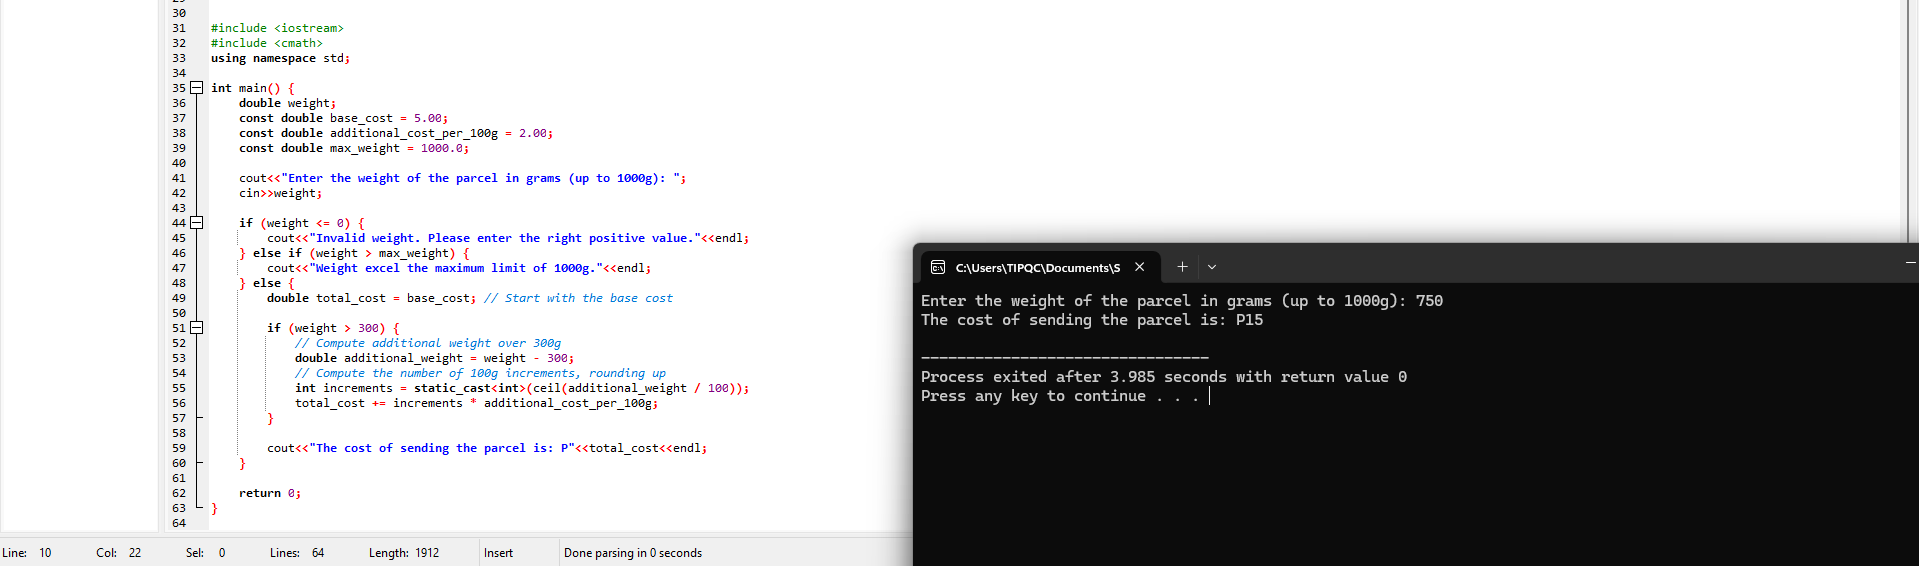 30
31 #include <iostream>
32 #include <cmath>
33 using namespace std;
34
35 int main() {
36 double weight;
37 const double base_cost = 5.00;
38 const double additional_cost_per_100g = 2.00;
39 const double max_weight = 1000.0;
40
41 cout<<"Enter the weight of the parcel in grams (up to 1000g): ";
42 cin>>weight;
43
44 if (weight <= 0) {
45 cout<<"Invalid weight. Please enter the right positive value."<<endl;
46 } else if (weight > max_weight) {
47 cout<<"Weight excel the maximum limit of 1000g."<<endl;
48 } else {
49 double total_cost = base_cost; // Start with the base cost
50
51 if (weight > 300) {
52 // Compute additional weight over 300g
53 double additional_weight = weight - 300;
54 // Compute the number of 100g increments, rounding up
55 int increments = static_cast<int>(ceil(additional_weight / 100));
56 total_cost += increments * additional_cost_per_100g;
57 }
58
59 cout<<"The cost of sending the parcel is: P"<<total_cost<<endl;
60 }
61
62 return 0;
63 }
64
Line: 10 Col: 22 Sel: 0 Lines: 64 Length: 1912 Insert Done parsing in 0 seconds
C:\Users\TIPQC\Documents\S
Enter the weight of the parcel in grams (up to 1000g): 750
The cost of sending the parcel is: P15
--------------------------------
Process exited after 3.985 seconds with return value 0
Press any key to continue . . .